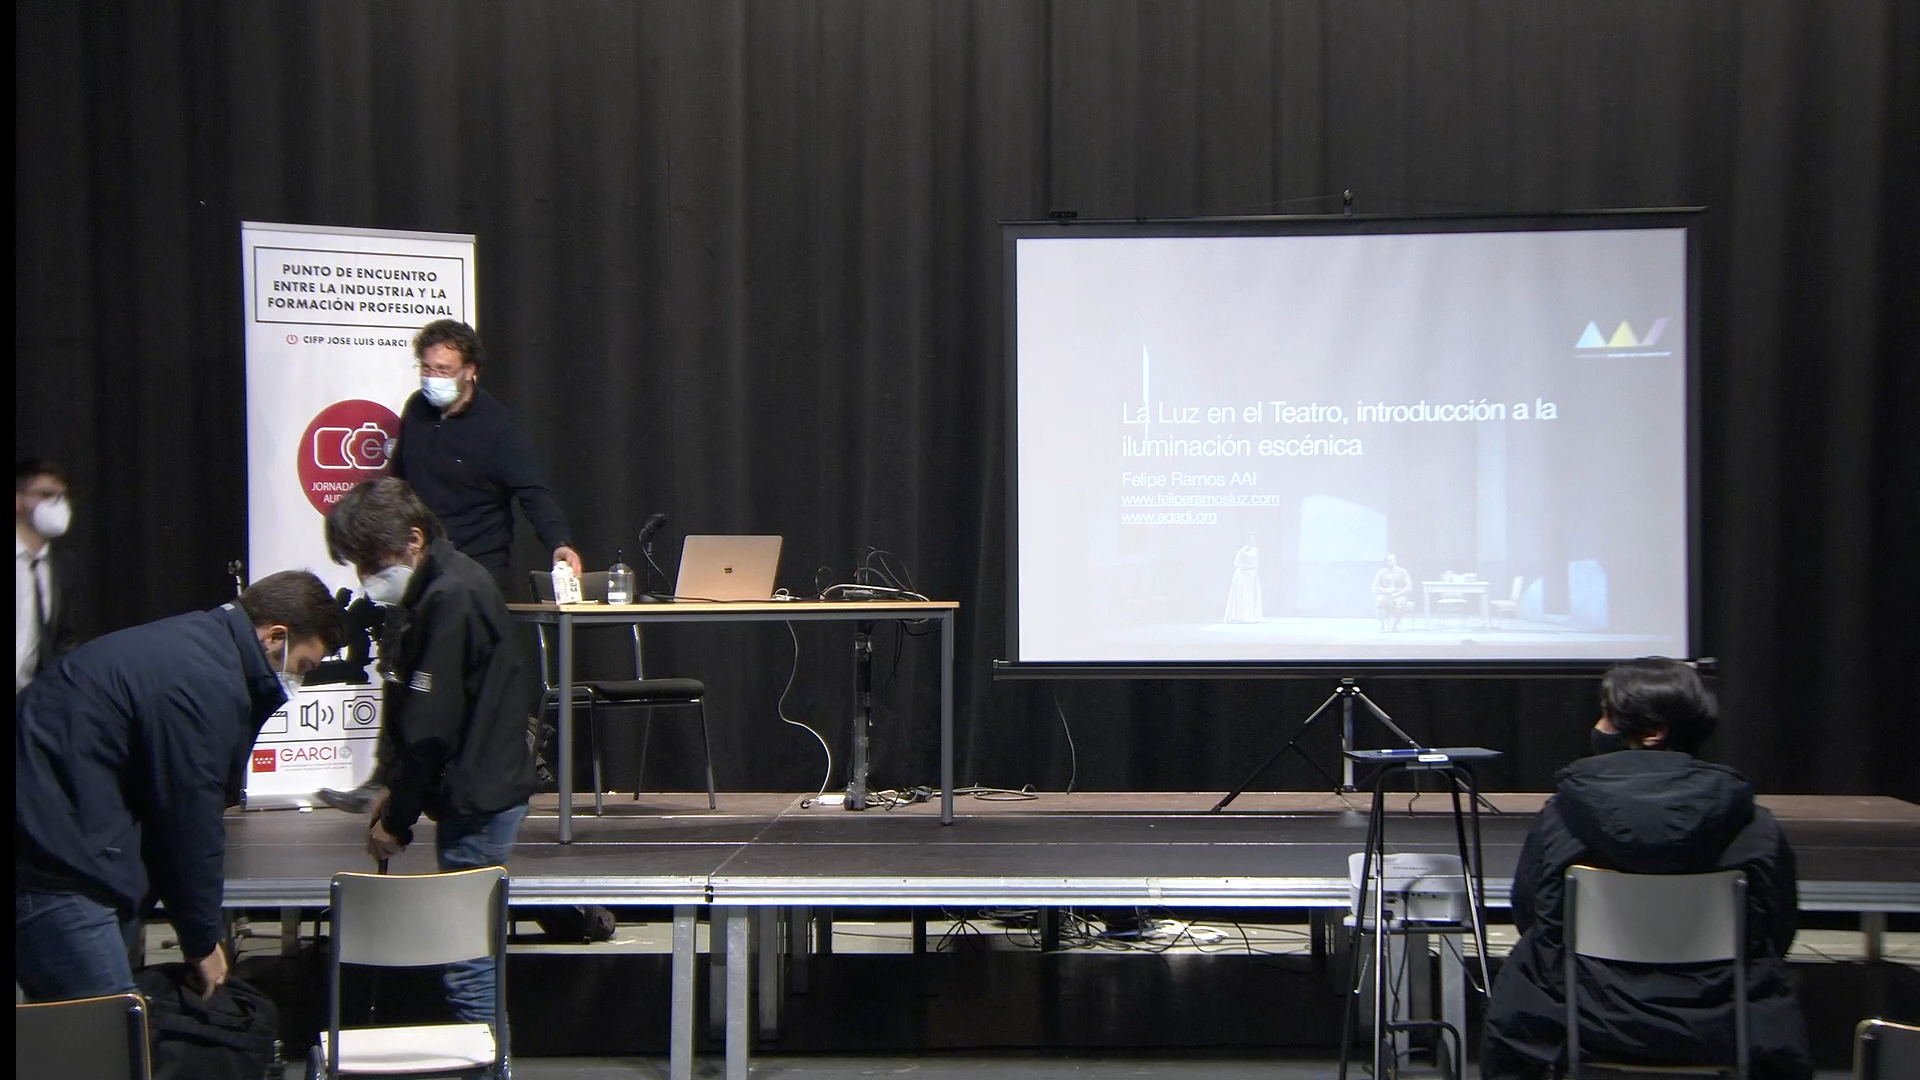 PUNTO DE ENCUENTRO
ENTRE LA INDUSTRIA Y LA
FORMACIÓN PROFESIONAL
CIFP JOSE LUIS GARCI
GARCI
La Luz en el Teatro, introducción a la
iluminación escénica
Felipe Ramos AAI
www.feliperamosluz.com
www.adadi.org